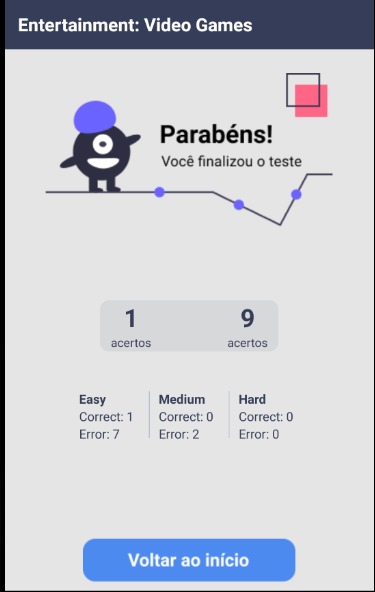 Entertainment: Video Games
Parabéns!
Você finalizou o teste
1 9
acertos acertos
Easy Medium Hard
Correct: 1 Correct: 0 Correct: 0
Error: 7 Error: 2 Error: 0
Voltar ao início